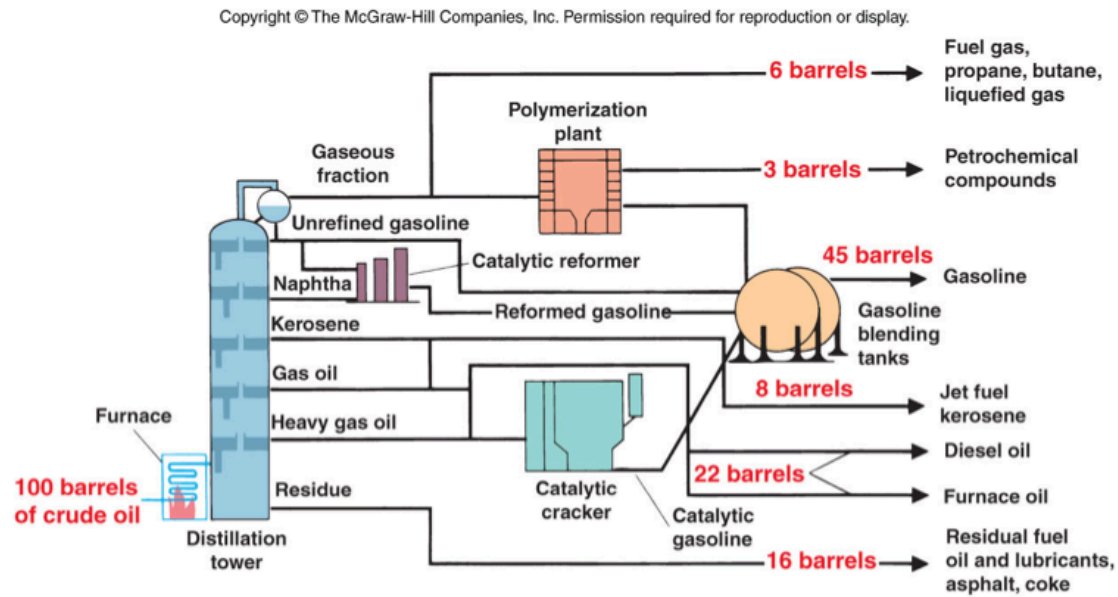 Copyright © The McGraw-Hill Companies, Inc. Permission required for reproduction or display.
6 barrels
Fuel gas,
propane, butane,
liquefied gas
Polymerization
plant
Gaseous
fraction
3 barrels
Petrochemical
compounds
Unrefined gasoline
Catalytic reformer
45 barrels
Gasoline
Naphtha
Reformed gasoline
Gasoline
blending
tanks
Kerosene
Gas oil
8 barrels
Jet fuel
kerosene
Furnace
Heavy gas oil
Diesel oil
22 barrels
100 barrels
of crude oil
Residue
Catalytic
cracker
Furnace oil
Catalytic
gasoline
Distillation
tower
16 barrels
Residual fuel
oil and lubricants,
asphalt, coke